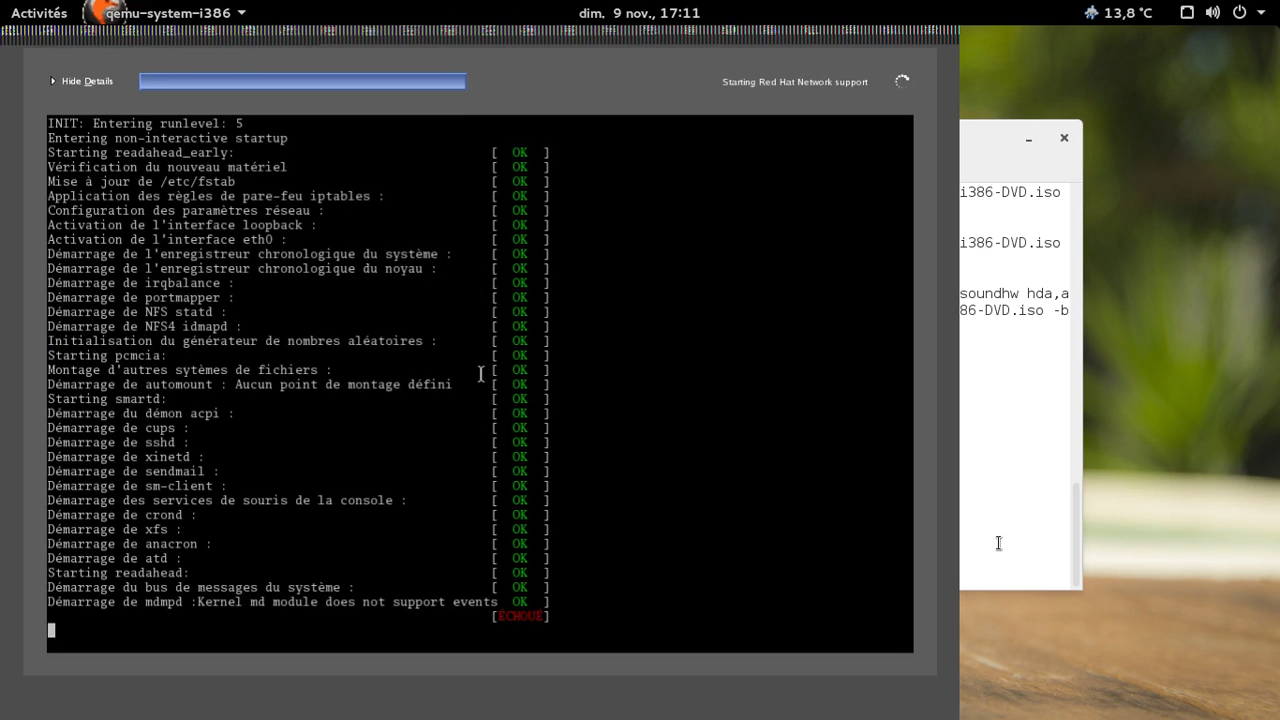 Activités qemu-system-i386 dim. 9 nov., 17:11 13,8 °C
Hide Details Starting Red Hat Network support
INIT: Entering runlevel: 5
Entering non-interactive startup
Starting readahead_early: [ OK ]
Vérification du nouveau matériel [ OK ]
Mise à jour de /etc/fstab [ OK ]
Application des règles de pare-feu iptables : [ OK ]
Configuration des paramètres réseau : [ OK ]
Activation de l'interface loopback : [ OK ]
Activation de l'interface eth0 : [ OK ]
Démarrage de l'enregistreur chronologique du système : [ OK ]
Démarrage de l'enregistreur chronologique du noyau : [ OK ]
Démarrage de irqbalance : [ OK ]
Démarrage de portmapper : [ OK ]
Démarrage de NFS statd : [ OK ]
Démarrage de NFS4 idmapd : [ OK ]
Initialisation du générateur de nombres aléatoires : [ OK ]
Starting pcmcia: [ OK ]
Montage d'autres sytèmes de fichiers : [ OK ]
Démarrage de automount : Aucun point de montage défini [ OK ]
Starting smartd: [ OK ]
Démarrage du démon acpi : [ OK ]
Démarrage de cups : [ OK ]
Démarrage de sshd : [ OK ]
Démarrage de xinetd : [ OK ]
Démarrage de sendmail : [ OK ]
Démarrage de sm-client : [ OK ]
Démarrage des services de souris de la console : [ OK ]
Démarrage de crond : [ OK ]
Démarrage de xfs : [ OK ]
Démarrage de anacron : [ OK ]
Démarrage de atd : [ OK ]
Starting readahead: [ OK ]
Démarrage du bus de messages du système : [ OK ]
Démarrage de mdmpd :Kernel md module does not support events OK ]
[ÉCHOUÉ]
i386-DVD.iso
i386-DVD.iso
soundhw hda,a
86-DVD.iso -b